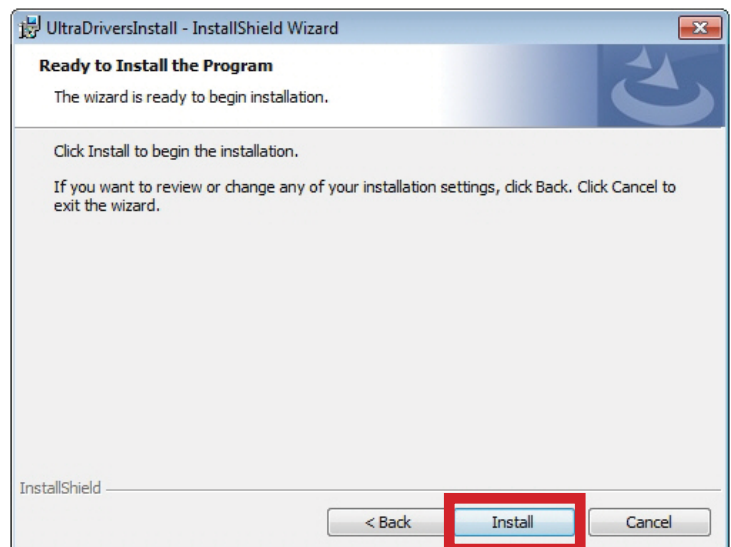 UltraDriversInstall - InstallShield Wizard
Ready to Install the Program
The wizard is ready to begin installation.
Click Install to begin the installation.
If you want to review or change any of your installation settings, click Back. Click Cancel to
exit the wizard.
InstallShield
< Back Install Cancel